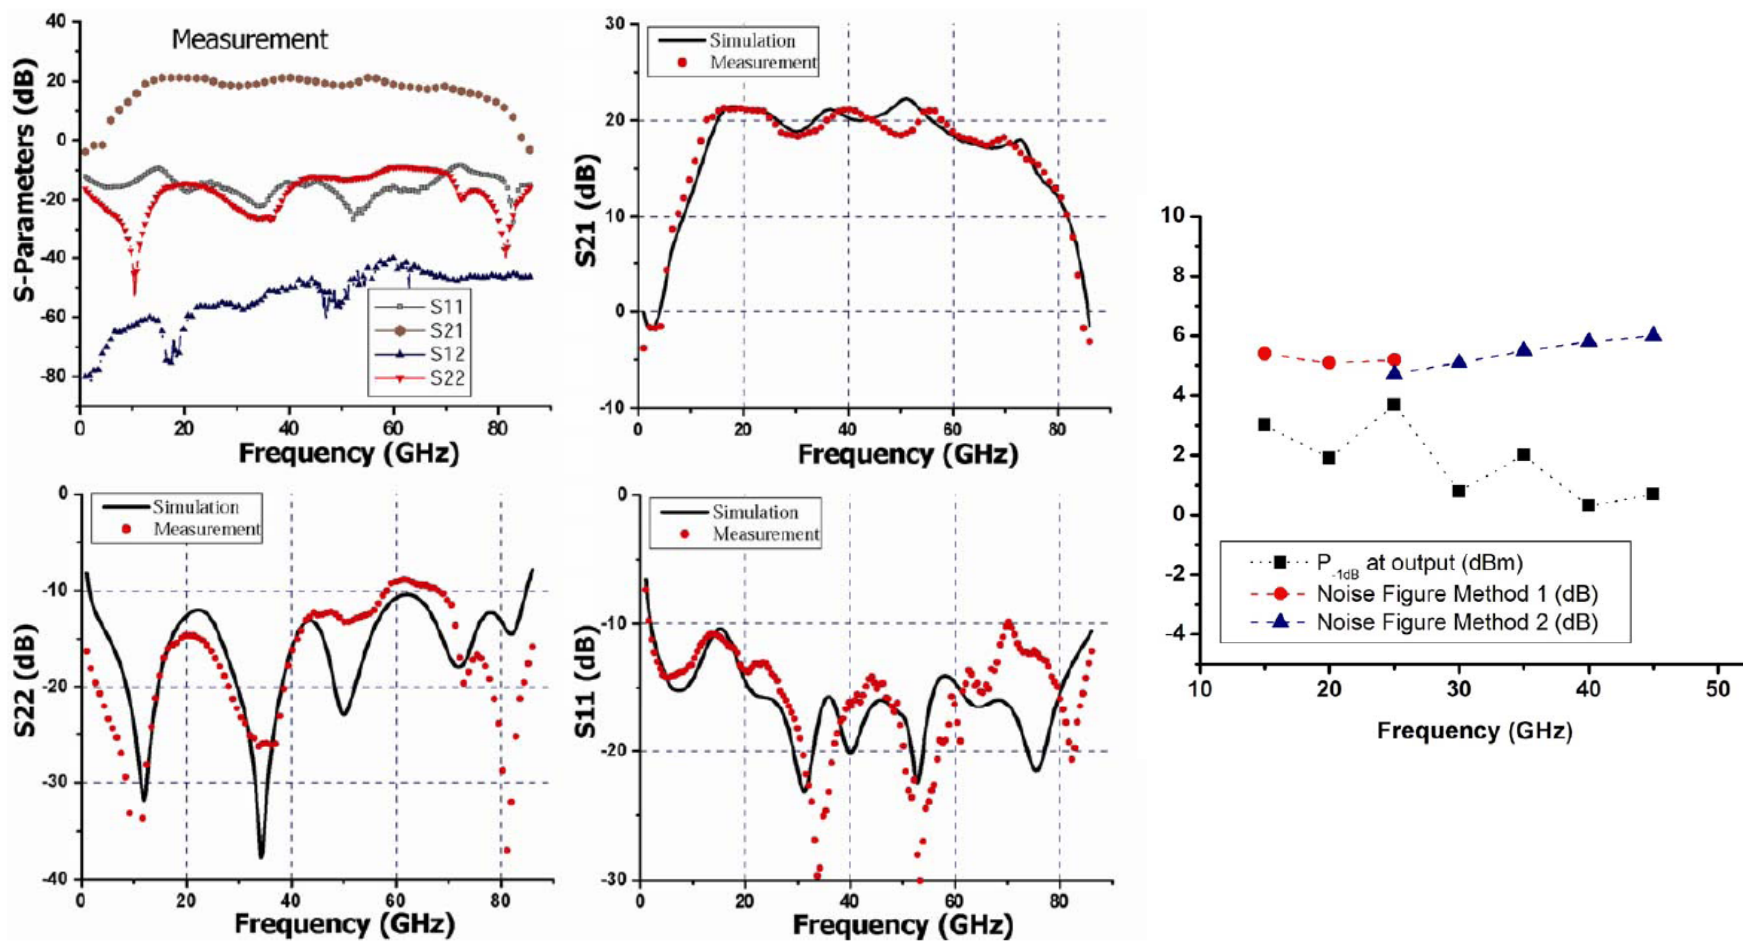 Measurement
S-Parameters (dB)
40
20
0
-20
-40
-60
-80
S11
S21
S12
S22
0 20 40 60 80
Frequency (GHz)
S21 (dB)
30
20
10
0
-10
Simulation
Measurement
0 20 40 60 80
Frequency (GHz)
S22 (dB)
0
-10
-20
-30
-40
Simulation
Measurement
0 20 40 60 80
Frequency (GHz)
S11 (dB)
0
-10
-20
-30
Simulation
Measurement
0 20 40 60 80
Frequency (GHz)
10
8
6
4
2
0
-2
-4
P-1dB at output (dBm)
Noise Figure Method 1 (dB)
Noise Figure Method 2 (dB)
10 20 30 40 50
Frequency (GHz)